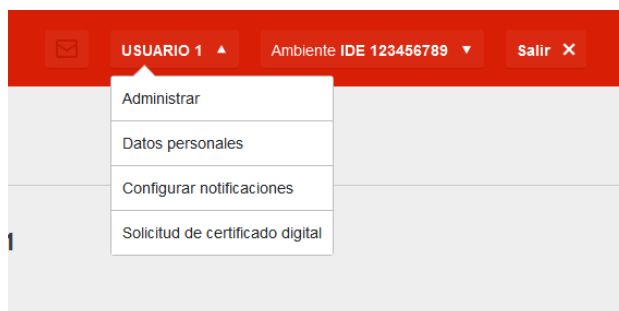 USUARIO 1 ▲ Ambiente IDE 123456789 ▼ Salir ✕
Administrar
Datos personales
Configurar notificaciones
Solicitud de certificado digital